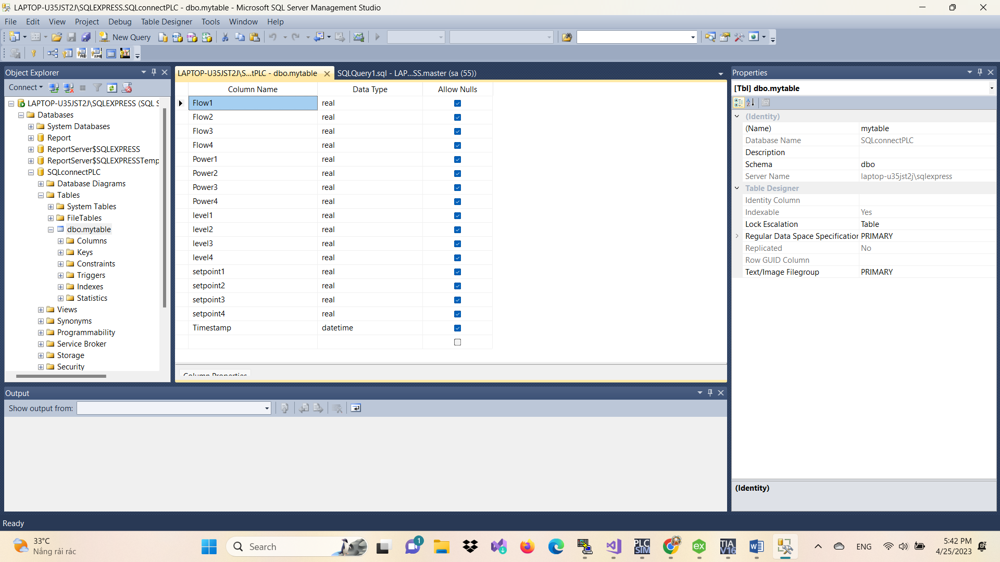 LAPTOP-U35JST2J\SQLEXPRESS.SQLconnectPLC - dbo.mytable - Microsoft SQL Server Management Studio
File Edit View Project Debug Table Designer Tools Window Help
New Query
Object Explorer
Connect
LAPTOP-U35JST2J\SQLEXPRESS (SQL S
Databases
System Databases
Report
ReportServer$SQLEXPRESS
ReportServer$SQLEXPRESSTemp
SQLconnectPLC
Database Diagrams
Tables
System Tables
FileTables
dbo.mytable
Columns
Keys
Constraints
Triggers
Indexes
Statistics
Views
Synonyms
Programmability
Service Broker
Storage
Security
LAPTOP-U35JST2J\S...tPLC - dbo.mytable SQLQuery1.sql - LAP...SS.master (sa (55))
Column Name Data Type Allow Nulls
Flow1 real
Flow2 real
Flow3 real
Flow4 real
Power1 real
Power2 real
Power3 real
Power4 real
level1 real
level2 real
level3 real
level4 real
setpoint1 real
setpoint2 real
setpoint3 real
setpoint4 real
Timestamp datetime
Column Properties
Properties
[Tbl] dbo.mytable
(Identity)
(Name) mytable
Database Name SQLconnectPLC
Description
Schema dbo
Server Name laptop-u35jst2j\sqlexpress
Table Designer
Identity Column
Indexable Yes
Lock Escalation Table
Regular Data Space Specification PRIMARY
Replicated No
Row GUID Column
Text/Image Filegroup PRIMARY
(Identity)
Output
Show output from:
Ready
33°C
Nắng rải rác
Search
1
PLC
SIM
ex
TIA
V16
ENG
5:42 PM
4/25/2023